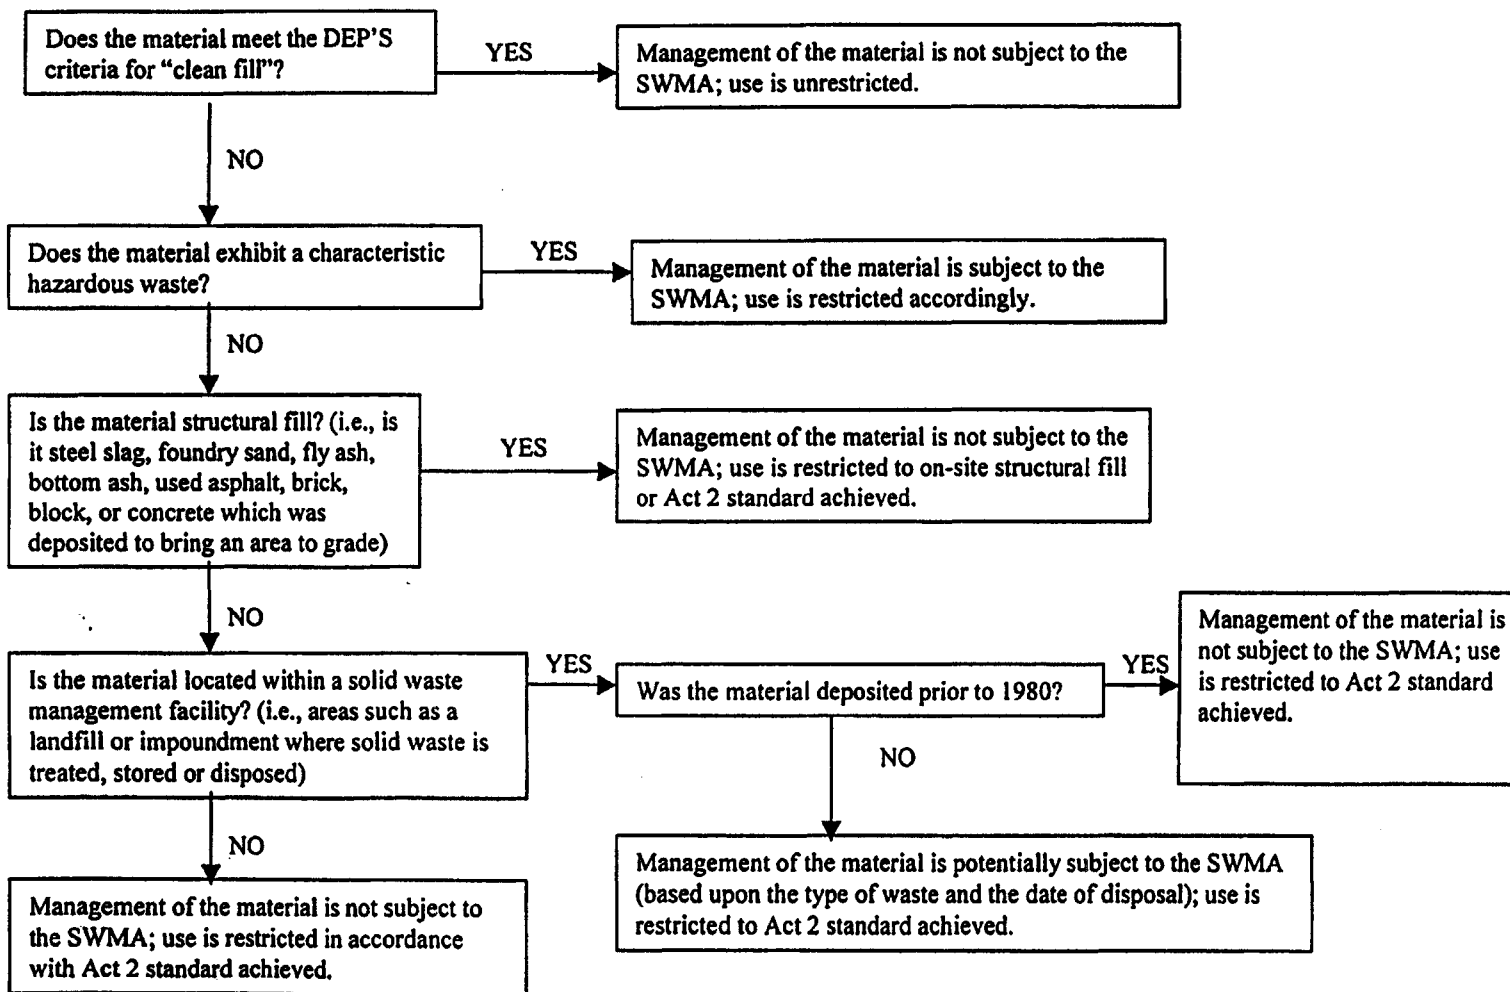 Does the material meet the DEP'S
criteria for "clean fill"?
YES
Management of the material is not subject to the
SWMA; use is unrestricted.
NO
Does the material exhibit a characteristic
hazardous waste?
YES
Management of the material is subject to the
SWMA; use is restricted accordingly.
NO
Is the material structural fill? (i.e., is
it steel slag, foundry sand, fly ash,
bottom ash, used asphalt, brick,
block, or concrete which was
deposited to bring an area to grade)
YES
Management of the material is not subject to the
SWMA; use is restricted to on-site structural fill
or Act 2 standard achieved.
NO
Is the material located within a solid waste
management facility? (i.e., areas such as a
landfill or impoundment where solid waste is
treated, stored or disposed)
YES
Was the material deposited prior to 1980?
YES
Management of the material is
not subject to the SWMA; use
is restricted to Act 2 standard
achieved.
NO
Management of the material is potentially subject to the SWMA
(based upon the type of waste and the date of disposal); use is
restricted to Act 2 standard achieved.
NO
Management of the material is not subject to
the SWMA; use is restricted in accordance
with Act 2 standard achieved.